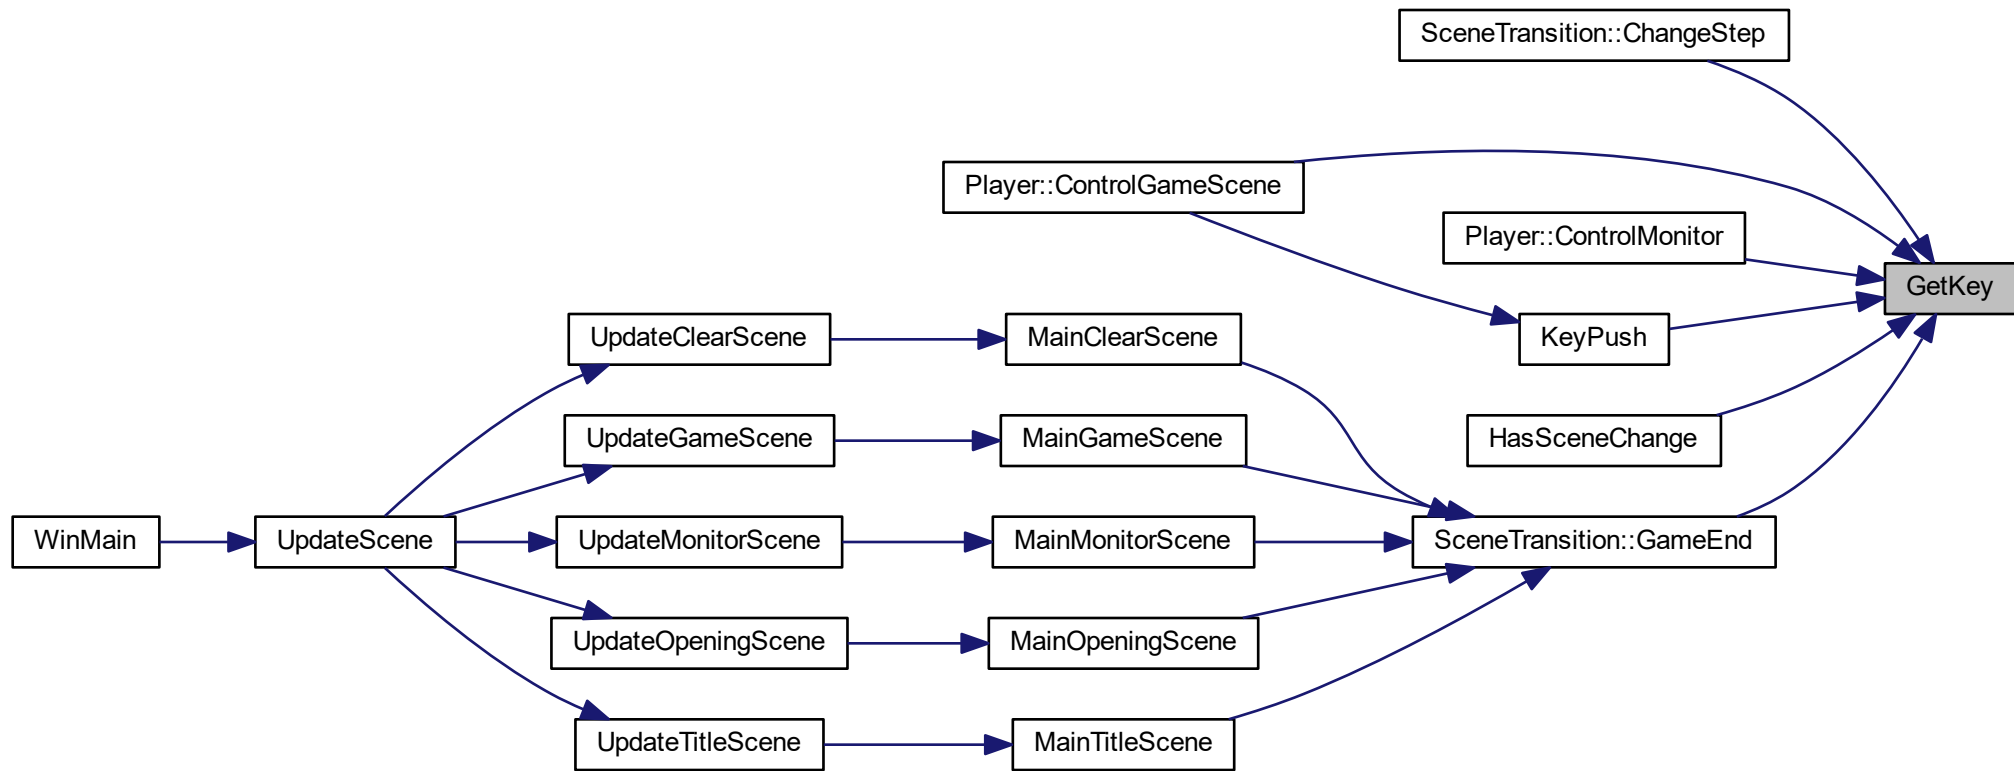 SceneTransition::ChangeStep
Player::ControlGameScene
Player::ControlMonitor
GetKey
UpdateClearScene
MainClearScene
KeyPush
UpdateGameScene
MainGameScene
HasSceneChange
WinMain
UpdateScene
UpdateMonitorScene
MainMonitorScene
SceneTransition::GameEnd
UpdateOpeningScene
MainOpeningScene
UpdateTitleScene
MainTitleScene